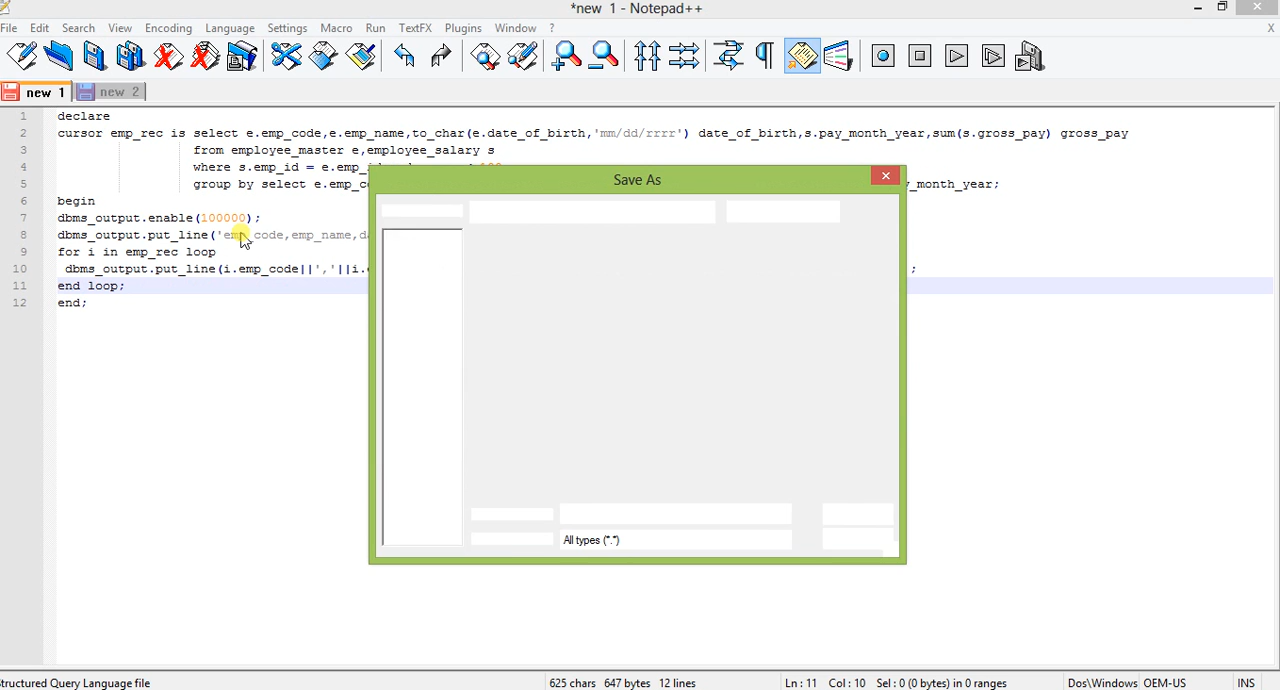 *new 1 - Notepad++
File Edit Search View Encoding Language Settings Macro Run TextFX Plugins Window ? X
new 1 new 2
1 declare
2 cursor emp_rec is select e.emp_code,e.emp_name,to_char(e.date_of_birth,'mm/dd/rrrr') date_of_birth,s.pay_month_year,sum(s.gross_pay) gross_pay
3 from employee_master e,employee_salary s
4 where s.emp_id = e.emp_
5 group by select e.emp_c _month_year;
6 begin
7 dbms_output.enable(100000);
8 dbms_output.put_line('emp_code,emp_name,d
9 for i in emp_rec loop
10 dbms_output.put_line(i.emp_code||','||i. ;
11 end loop;
12 end;
Save As
All types (*.*)
Structured Query Language file 625 chars 647 bytes 12 lines Ln : 11 Col : 10 Sel : 0 (0 bytes) in 0 ranges Dos\Windows OEM-US INS